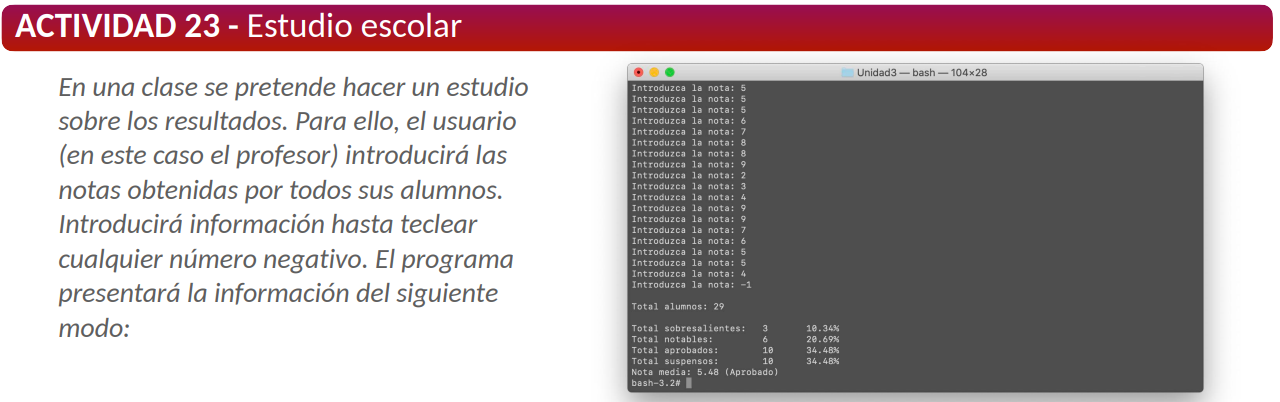 ACTIVIDAD 23 - Estudio escolar
En una clase se pretende hacer un estudio
sobre los resultados. Para ello, el usuario
(en este caso el profesor) introducirá las
notas obtenidas por todos sus alumnos.
Introducirá información hasta teclear
cualquier número negativo. El programa
presentará la información del siguiente
modo:
Unidad3 — bash — 104×28
Introduzca la nota: 5
Introduzca la nota: 5
Introduzca la nota: 5
Introduzca la nota: 6
Introduzca la nota: 7
Introduzca la nota: 8
Introduzca la nota: 8
Introduzca la nota: 9
Introduzca la nota: 2
Introduzca la nota: 3
Introduzca la nota: 4
Introduzca la nota: 9
Introduzca la nota: 9
Introduzca la nota: 7
Introduzca la nota: 6
Introduzca la nota: 5
Introduzca la nota: 5
Introduzca la nota: 4
Introduzca la nota: -1
Total alumnos: 29
Total sobresalientes: 3 10.34%
Total notables: 6 20.69%
Total aprobados: 10 34.48%
Total suspensos: 10 34.48%
Nota media: 5.48 (Aprobado)
bash-3.2#